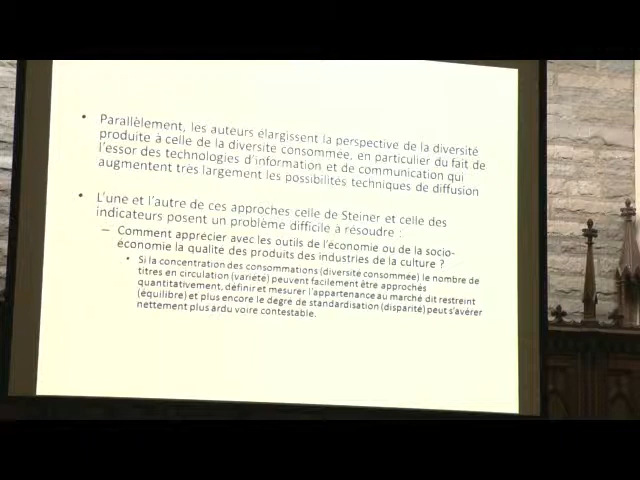 • Parallèlement, les auteurs élargissent la perspective de la diversité
produite à celle de la diversité consommée, en particulier du fait de
l'essor des technologies d'information et de communication qui
augmentent très largement les possibilités techniques de diffusion
• L'une et l'autre de ces approches celle de Steiner et celle des
indicateurs posent un problème difficile à résoudre :
– Comment apprécier avec les outils de l'économie ou de la socio-
économie la qualité des produits des industries de la culture ?
• Si la concentration des consommations (diversité consommée) le nombre de
titres en circulation (variété) peuvent facilement être approchés
quantitativement, définir et mesurer l'appartenance au marché dit restreint
(équilibre) et plus encore le degré de standardisation (disparité) peut s'avérer
nettement plus ardu voire contestable.